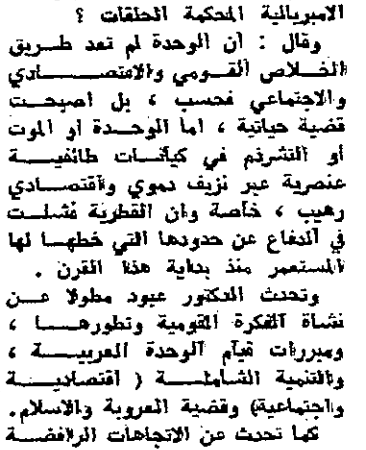 الامبريالية المحكمة الحلقات ؟
وقال : ان الوحدة لم تعد طريق
الخلاص القومي والاقتصادي
والاجتماعي فحسب ، بل اصبحت
قضية حياتية ، اما الوحدة او الموت
أو التشرذم في كيانات طائفية
عنصرية عبر نزيف دموي واقتصادي
رهيب ، خاصة وان القطرية فشلت
في الدفاع عن حدودها التي خطها لها
المستعمر منذ بداية هذا القرن .
وتحدث الدكتور عبود مطولا عن
نشاة الفكرة القومية وتطورها ،
ومبررات قيام الوحدة العربية ،
والتنمية الشاملة ( اقتصادية
واجتماعية) وقضية العروبة والاسلام.
كما تحدث عن الاتجاهات الرافضة